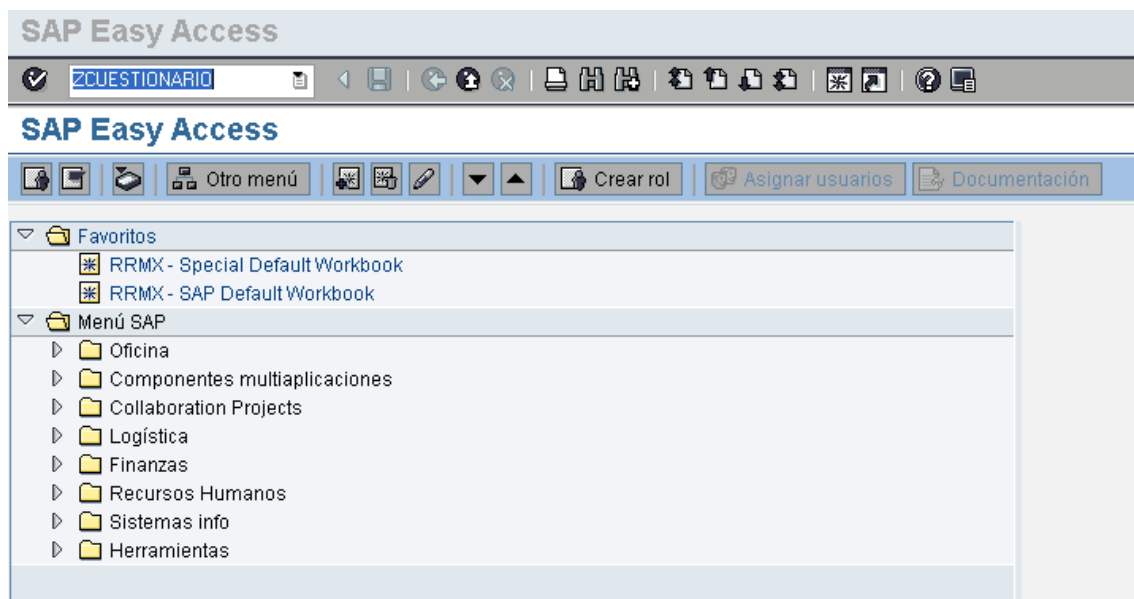 SAP Easy Access
ZCUESTIONARIO
SAP Easy Access
Otro menú Crear rol Asignar usuarios Documentación
Favoritos
RRMX - Special Default Workbook
RRMX - SAP Default Workbook
Menú SAP
Oficina
Componentes multiaplicaciones
Collaboration Projects
Logística
Finanzas
Recursos Humanos
Sistemas info
Herramientas